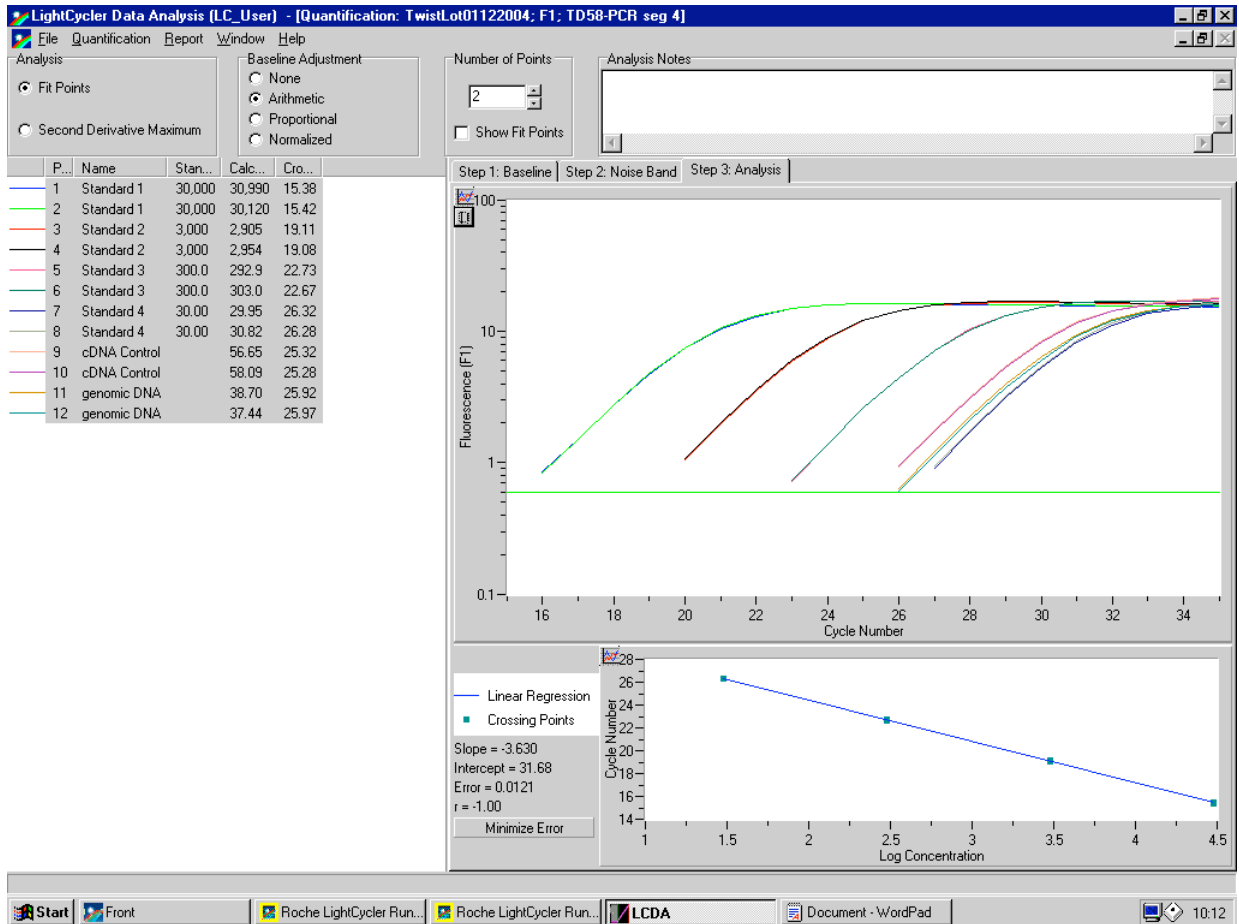 LightCycler Data Analysis (LC_User) - [Quantification: TwistLot01122004; F1; TD58-PCR seg 4]
File Quantification Report Window Help
Analysis
Fit Points
Second Derivative Maximum
Baseline Adjustment
None
Arithmetic
Proportional
Normalized
Number of Points
2
Show Fit Points
Analysis Notes
P... Name Stan... Calc... Cro...
1 Standard 1 30,000 30,990 15.38
2 Standard 1 30,000 30,120 15.42
3 Standard 2 3,000 2,905 19.11
4 Standard 2 3,000 2,954 19.08
5 Standard 3 300.0 292.9 22.73
6 Standard 3 300.0 303.0 22.67
7 Standard 4 30.00 29.95 26.32
8 Standard 4 30.00 30.82 26.28
9 cDNA Control 56.65 25.32
10 cDNA Control 58.09 25.28
11 genomic DNA 38.70 25.92
12 genomic DNA 37.44 25.97
Step 1: Baseline Step 2: Noise Band Step 3: Analysis
100
10
1
0.1
Fluorescence (F1)
16 18 20 22 24 26 28 30 32 34
Cycle Number
Linear Regression
Crossing Points
Slope = -3.630
Intercept = 31.68
Error = 0.0121
r = -1.00
Minimize Error
28
26
24
22
20
18
16
14
Cycle Number
1 1.5 2 2.5 3 3.5 4 4.5
Log Concentration
Start Front Roche LightCycler Run... Roche LightCycler Run... LCDA Document - WordPad 10:12